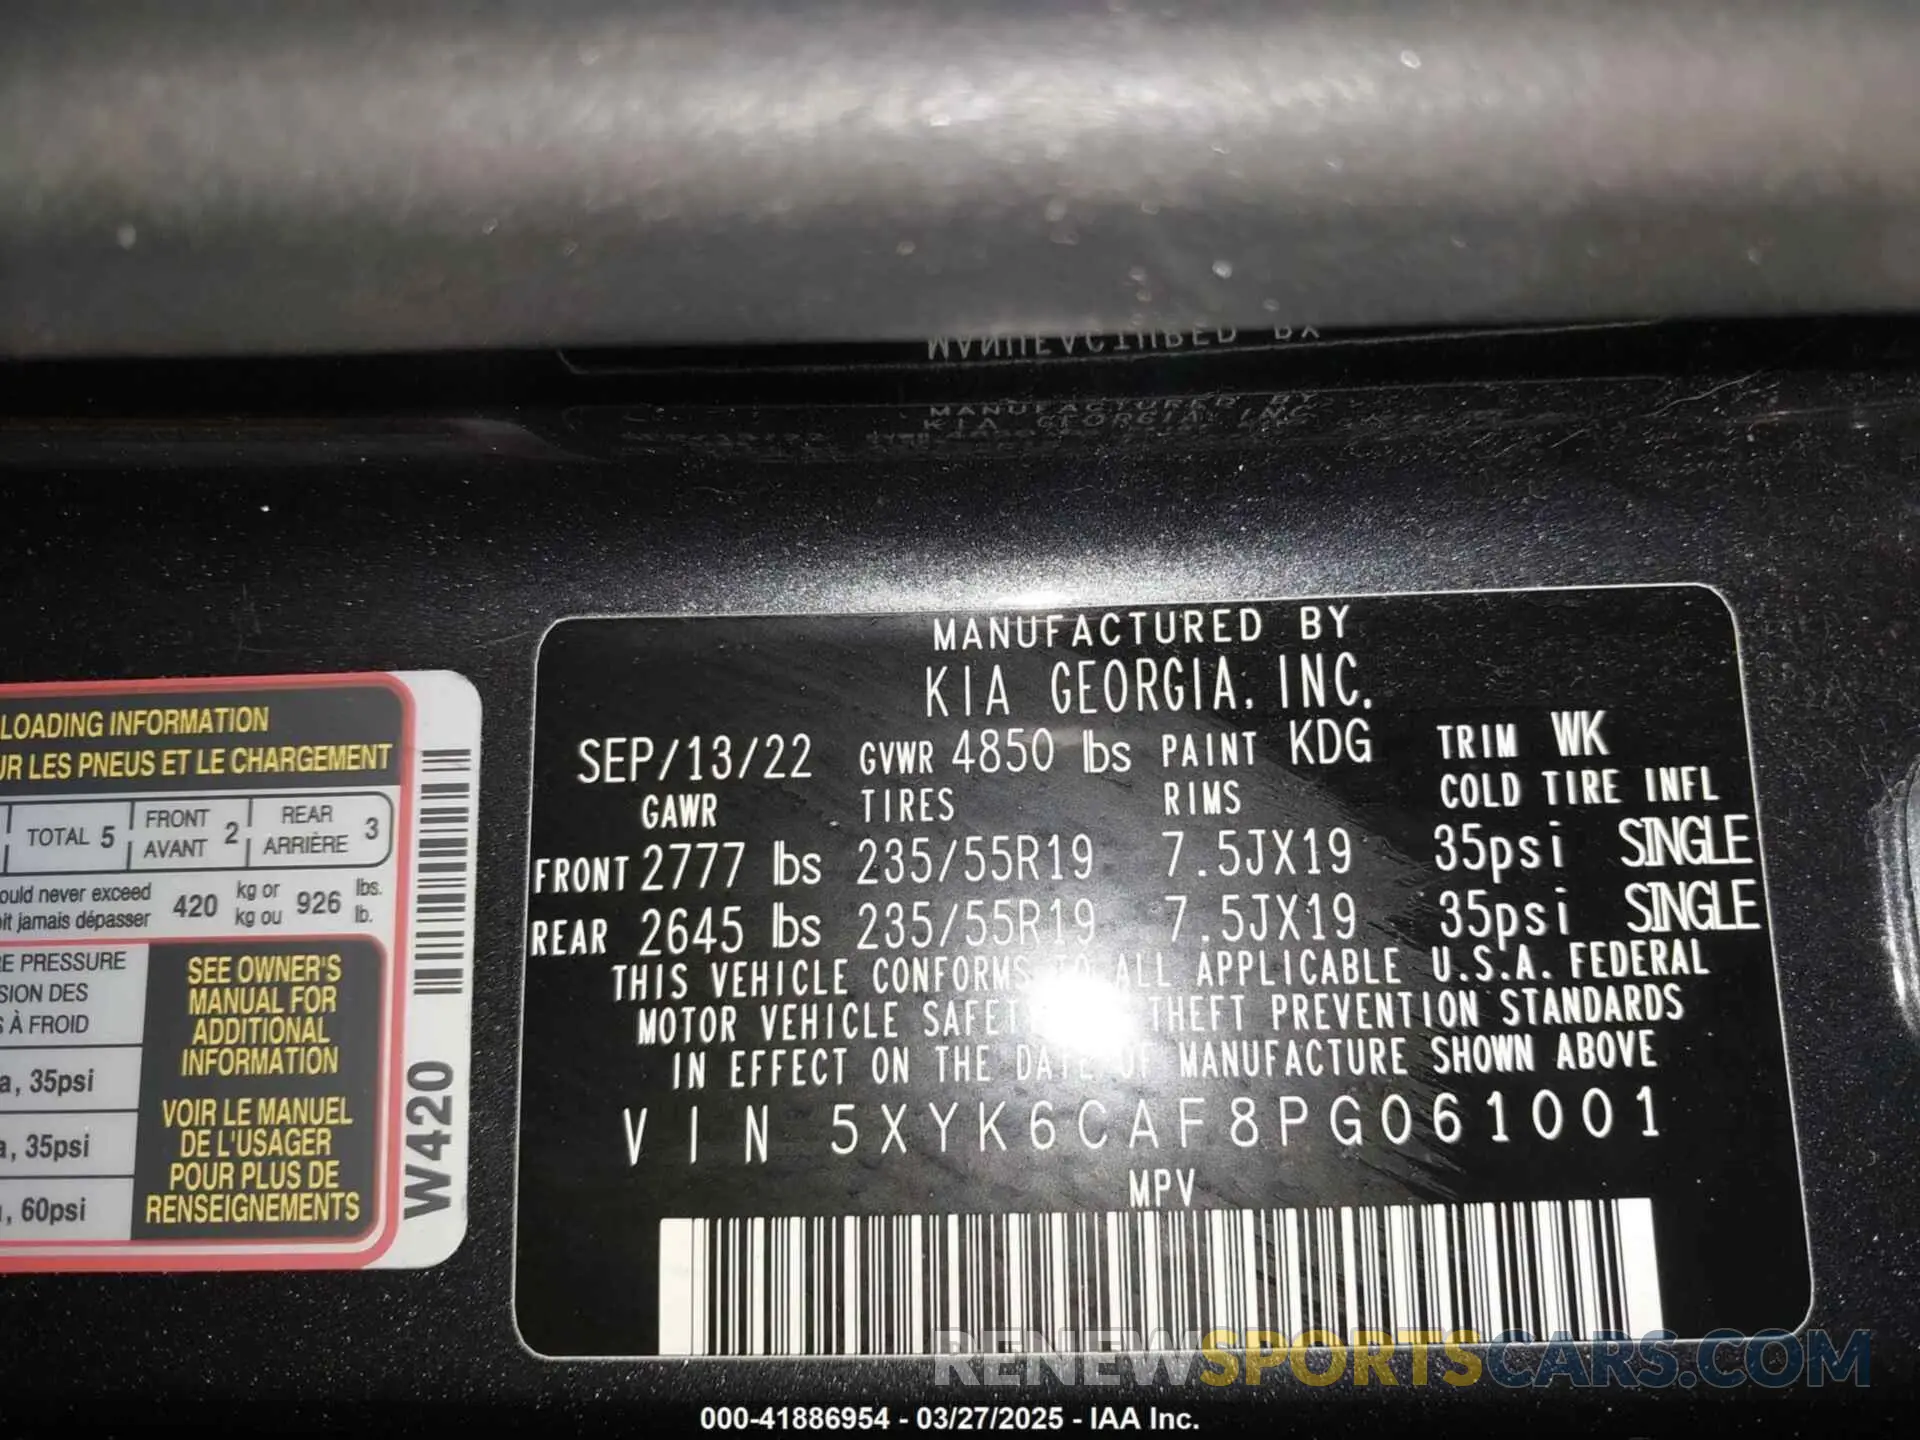 LOADING INFORMATION
UR LES PNEUS ET LE CHARGEMENT
TOTAL 5 FRONT AVANT 2 REAR ARRIÈRE 3
ould never exceed 420 kg or 926 lbs.
oit jamais dépasser kg ou lb.
E PRESSURE
SION DES
S À FROID
a, 35psi
a, 35psi
, 60psi
SEE OWNER'S
MANUAL FOR
ADDITIONAL
INFORMATION
VOIR LE MANUEL
DE L'USAGER
POUR PLUS DE
RENSEIGNEMENTS
W420
MANUFACTURED BY
KIA GEORGIA, INC.
SEP/13/22 GVWR 4850 lbs PAINT KDG TRIM WK
GAWR TIRES RIMS COLD TIRE INFL
FRONT 2777 lbs 235/55R19 7.5JX19 35psi SINGLE
REAR 2645 lbs 235/55R19 7.5JX19 35psi SINGLE
THIS VEHICLE CONFORMS TO ALL APPLICABLE U.S.A. FEDERAL
MOTOR VEHICLE SAFET THEFT PREVENTION STANDARDS
IN EFFECT ON THE DATE OF MANUFACTURE SHOWN ABOVE
VIN 5XYK6CAF8PG061001
MPV
RENEWSPORTSCARS.COM
000-41886954 - 03/27/2025 - IAA Inc.